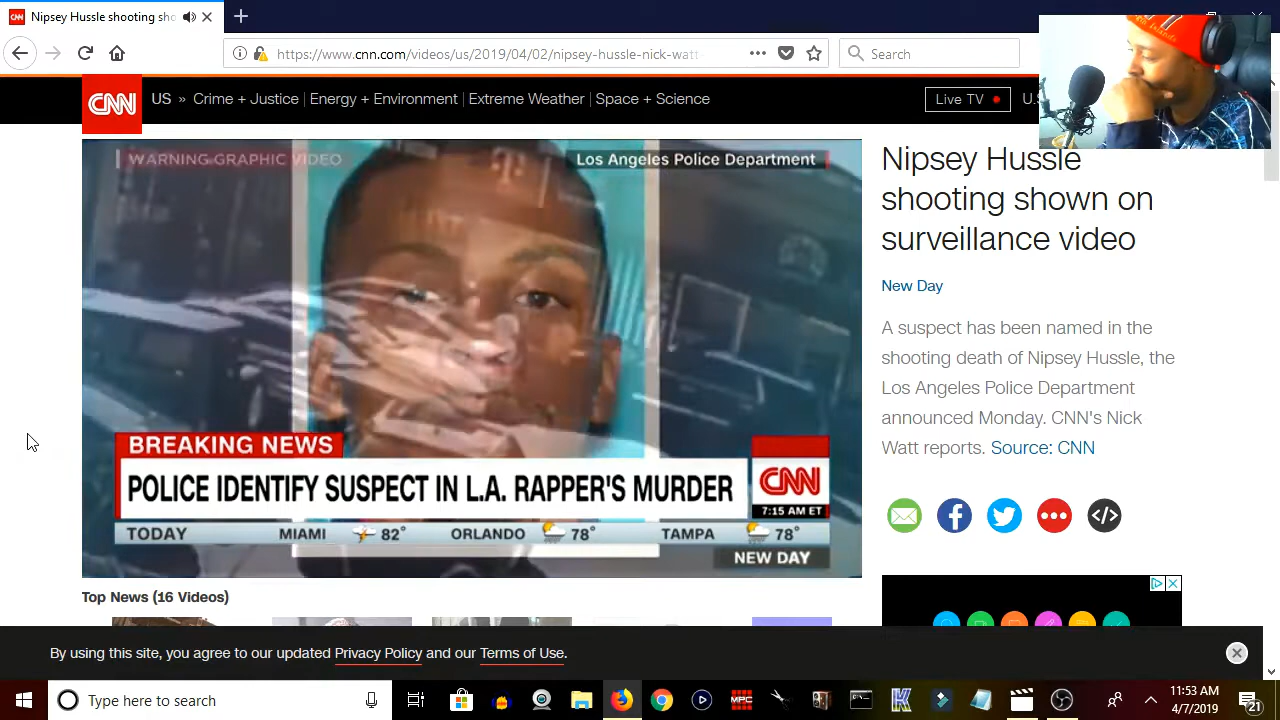 CNN Nipsey Hussle shooting sho
https://www.cnn.com/videos/us/2019/04/02/nipsey-hussle-nick-watt
Search
CNN
US » Crime + Justice | Energy + Environment | Extreme Weather | Space + Science
Live TV
U.
WARNING GRAPHIC VIDEO
Los Angeles Police Department
BREAKING NEWS
POLICE IDENTIFY SUSPECT IN L.A. RAPPER'S MURDER
CNN
7:15 AM ET
TODAY MIAMI 82° ORLANDO 78° TAMPA 78°
NEW DAY
Nipsey Hussle
shooting shown on
surveillance video
New Day
A suspect has been named in the
shooting death of Nipsey Hussle, the
Los Angeles Police Department
announced Monday. CNN's Nick
Watt reports. Source: CNN
Top News (16 Videos)
By using this site, you agree to our updated Privacy Policy and our Terms of Use.
Type here to search
MPC
11:53 AM
4/7/2019
21